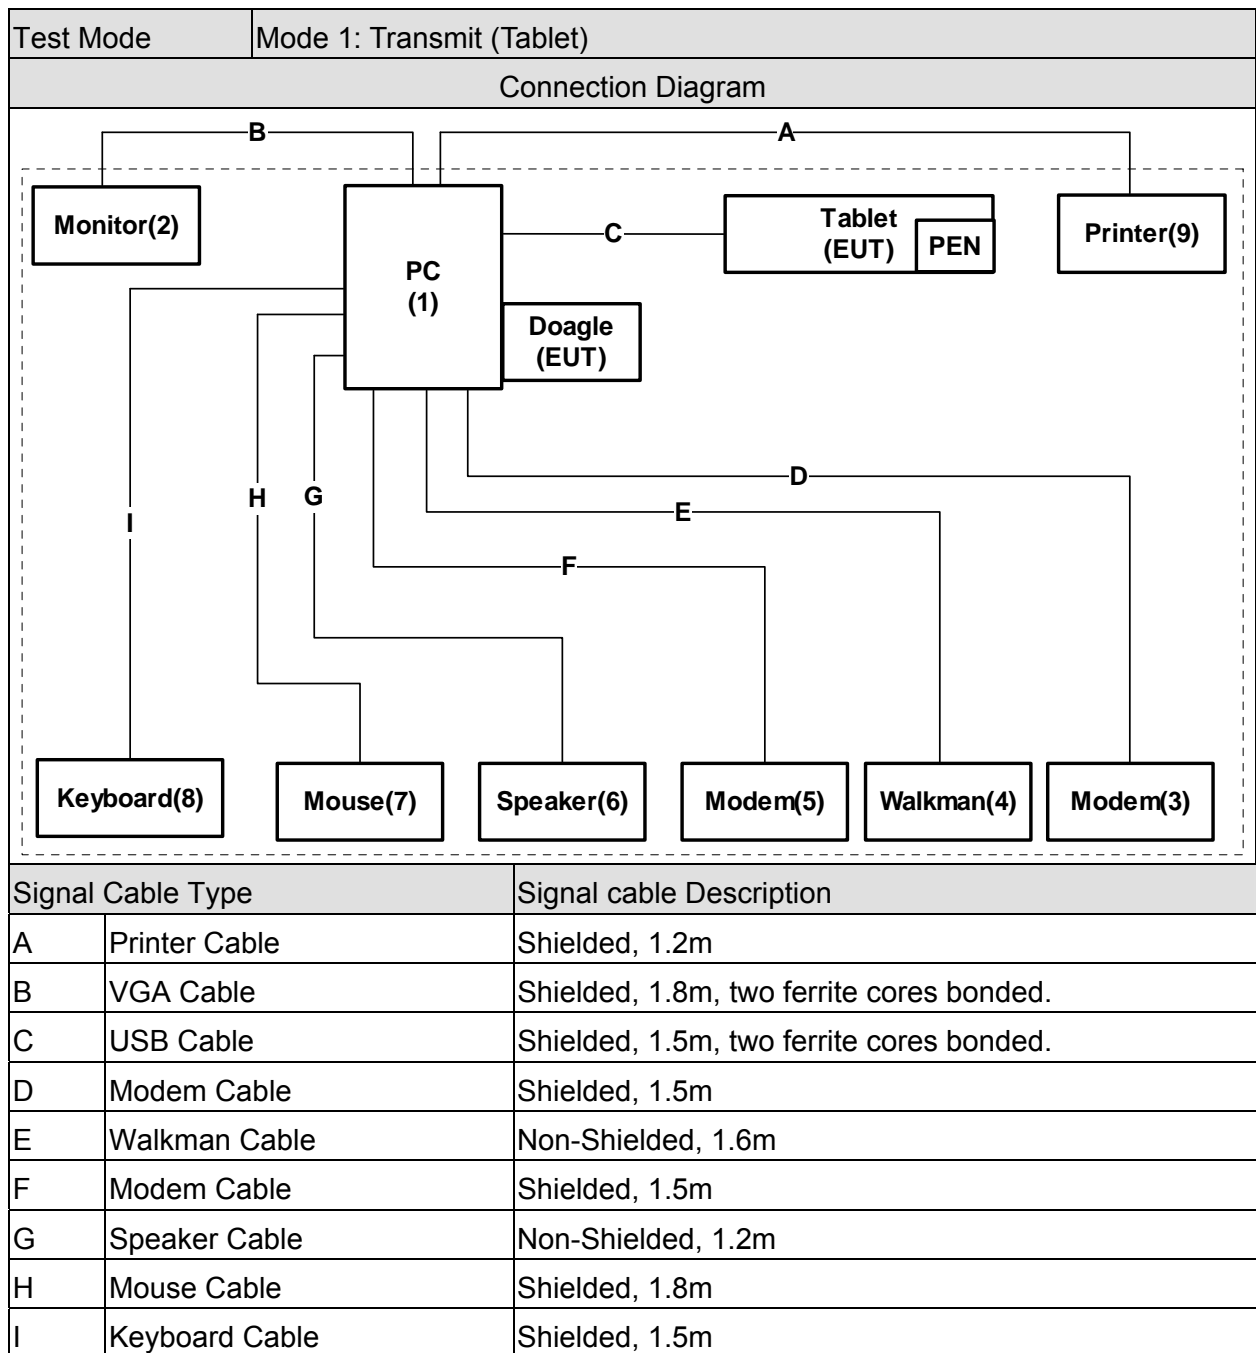 Test Mode Mode 1: Transmit (Tablet)
Connection Diagram
B A
Monitor(2)
PC
(1)
C
Tablet
(EUT)
PEN
Printer(9)
Doagle
(EUT)
I
H
G
D
E
F
Keyboard(8) Mouse(7) Speaker(6) Modem(5) Walkman(4) Modem(3)
Signal Cable Type Signal cable Description
A Printer Cable Shielded, 1.2m
B VGA Cable Shielded, 1.8m, two ferrite cores bonded.
C USB Cable Shielded, 1.5m, two ferrite cores bonded.
D Modem Cable Shielded, 1.5m
E Walkman Cable Non-Shielded, 1.6m
F Modem Cable Shielded, 1.5m
G Speaker Cable Non-Shielded, 1.2m
H Mouse Cable Shielded, 1.8m
I Keyboard Cable Shielded, 1.5m